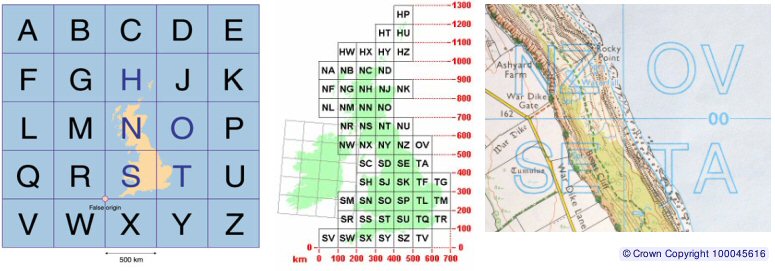 A B C D E
F G H J K
L M N O P
Q R S T U
False origin
V W X Y Z
500 km
HP
HT HU
HW HX HY HZ
NA NB NC ND
NF NG NH NJ NK
NL NM NN NO
NR NS NT NU
NW NX NY NZ OV
SC SD SE TA
SH SJ SK TF TG
SM SN SO SP TL TM
SR SS ST SU TQ TR
SV SW SX SY SZ TV
1300
1200
1100
1000
900
800
700
600
500
400
300
200
100
0
km 0 100 200 300 400 500 600 700
NZ OV
Rocky
Point
Ashyard
Farm
War Dike
Gate
162
00
War Dike
SE TA
Tumulus
War Dike Lane
© Crown Copyright 100045616